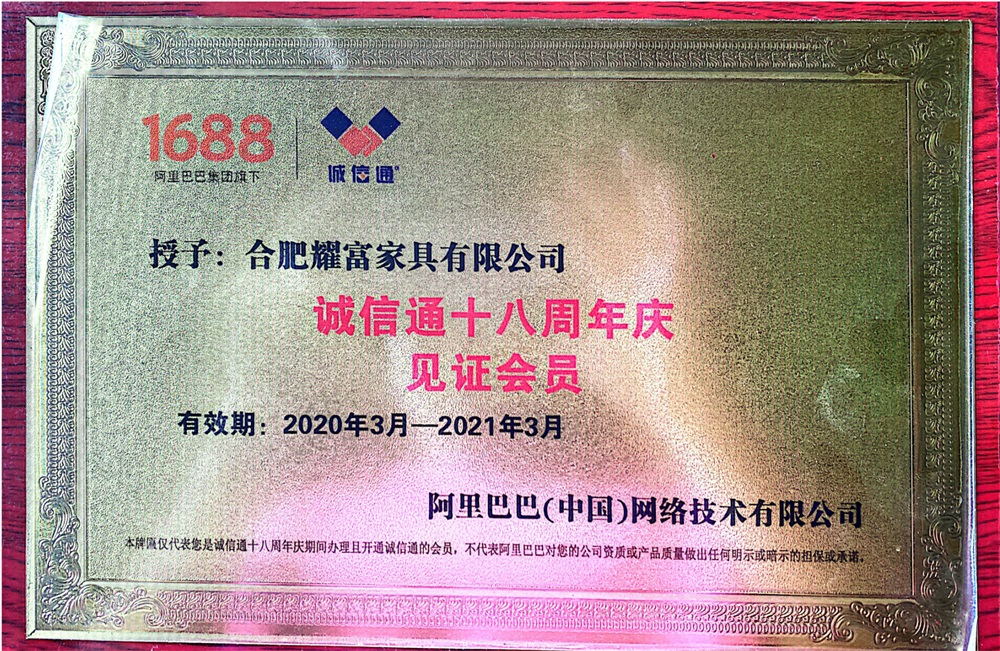 1688
阿里巴巴集团旗下
诚信通®
授予：合肥耀富家具有限公司
诚信通十八周年庆
见证会员
有效期：2020年3月—2021年3月
阿里巴巴(中国)网络技术有限公司
本牌匾仅代表您是诚信通十八周年庆期间办理且开通诚信通的会员，不代表阿里巴巴对您的公司资质或产品质量做出任何明示或暗示的担保或承诺。